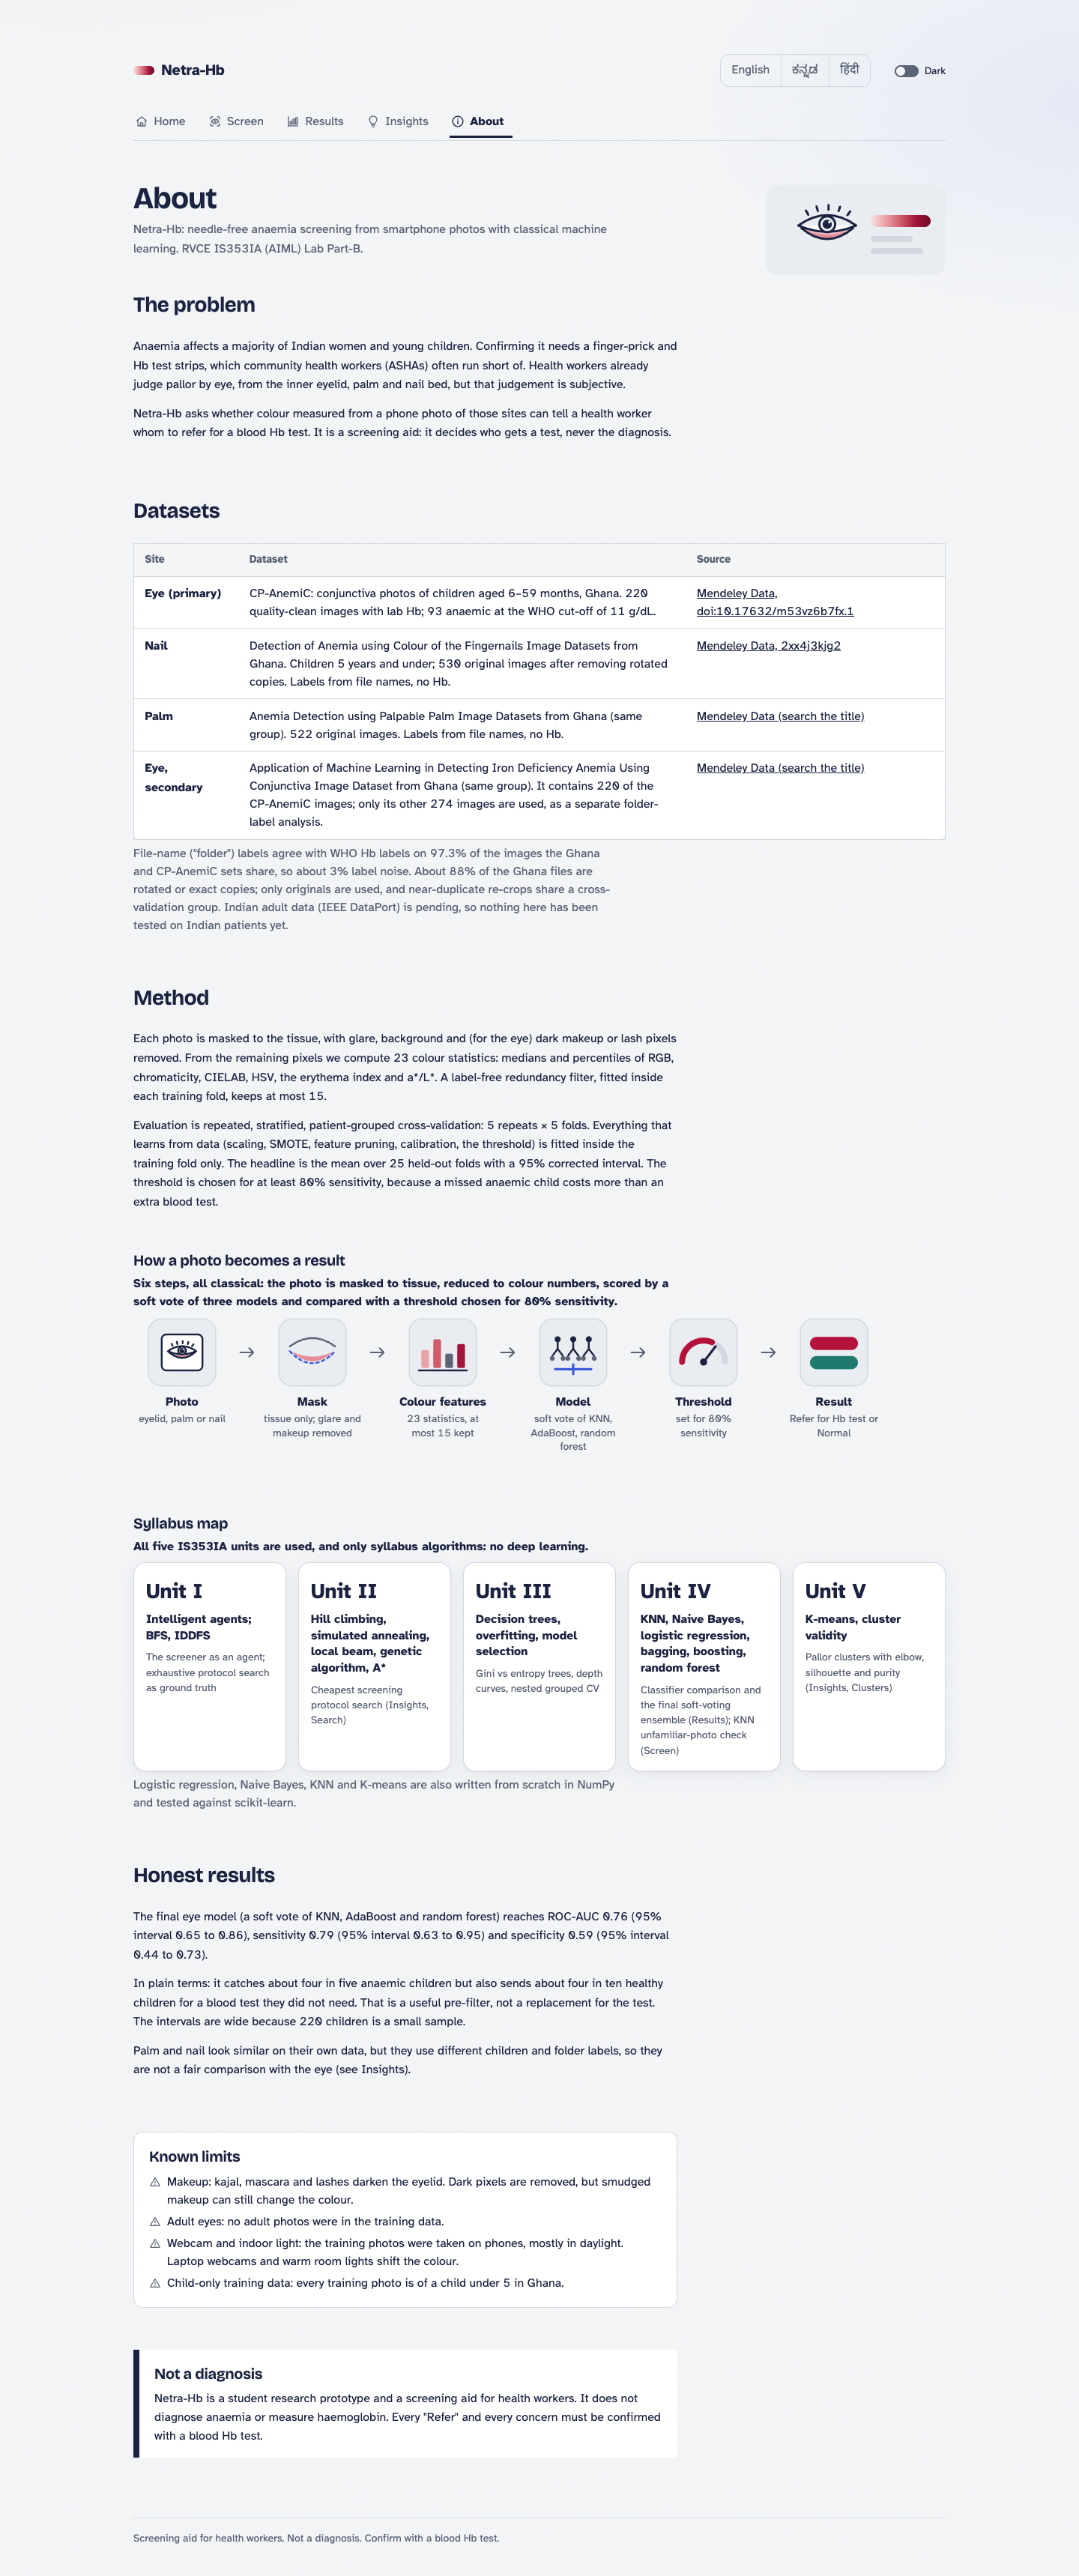 Netra-Hb
English
ಕನ್ನಡ
हिंदी
Dark
Home
Screen
Results
Insights
About
About
Netra-Hb: needle-free anaemia screening from smartphone photos with classical machine
learning. RVCE IS353IA (AIML) Lab Part-B.
The problem
Anaemia affects a majority of Indian women and young children. Confirming it needs a finger-prick and
Hb test strips, which community health workers (ASHAs) often run short of. Health workers already
judge pallor by eye, from the inner eyelid, palm and nail bed, but that judgement is subjective.
Netra-Hb asks whether colour measured from a phone photo of those sites can tell a health worker
whom to refer for a blood Hb test. It is a screening aid: it decides who gets a test, never the diagnosis.
Datasets
Site
Dataset
Source
Eye (primary)
CP-AnemiC: conjunctiva photos of children aged 6–59 months, Ghana. 220
quality-clean images with lab Hb; 93 anaemic at the WHO cut-off of 11 g/dL.
Mendeley Data,
doi:10.17632/m53vz6b7fx.1
Nail
Detection of Anemia using Colour of the Fingernails Image Datasets from
Ghana. Children 5 years and under; 530 original images after removing rotated
copies. Labels from file names, no Hb.
Mendeley Data, 2xx4j3kjg2
Palm
Anemia Detection using Palpable Palm Image Datasets from Ghana (same
group). 522 original images. Labels from file names, no Hb.
Mendeley Data (search the title)
Eye,
secondary
Application of Machine Learning in Detecting Iron Deficiency Anemia Using
Conjunctiva Image Dataset from Ghana (same group). It contains 220 of the
CP-AnemiC images; only its other 274 images are used, as a separate folder-
label analysis.
Mendeley Data (search the title)
File-name ("folder") labels agree with WHO Hb labels on 97.3% of the images the Ghana
and CP-AnemiC sets share, so about 3% label noise. About 88% of the Ghana files are
rotated or exact copies; only originals are used, and near-duplicate re-crops share a cross-
validation group. Indian adult data (IEEE DataPort) is pending, so nothing here has been
tested on Indian patients yet.
Method
Each photo is masked to the tissue, with glare, background and (for the eye) dark makeup or lash pixels
removed. From the remaining pixels we compute 23 colour statistics: medians and percentiles of RGB,
chromaticity, CIELAB, HSV, the erythema index and a*/L*. A label-free redundancy filter, fitted inside
each training fold, keeps at most 15.
Evaluation is repeated, stratified, patient-grouped cross-validation: 5 repeats × 5 folds. Everything that
learns from data (scaling, SMOTE, feature pruning, calibration, the threshold) is fitted inside the
training fold only. The headline is the mean over 25 held-out folds with a 95% corrected interval. The
threshold is chosen for at least 80% sensitivity, because a missed anaemic child costs more than an
extra blood test.
How a photo becomes a result
Six steps, all classical: the photo is masked to tissue, reduced to colour numbers, scored by a
soft vote of three models and compared with a threshold chosen for 80% sensitivity.
Photo
eyelid, palm or nail
Mask
tissue only; glare and
makeup removed
Colour features
23 statistics, at
most 15 kept
Model
soft vote of KNN,
AdaBoost, random
forest
Threshold
set for 80%
sensitivity
Result
Refer for Hb test or
Normal
Syllabus map
All five IS353IA units are used, and only syllabus algorithms: no deep learning.
Unit I
Intelligent agents;
BFS, IDDFS
The screener as an agent;
exhaustive protocol search
as ground truth
Unit II
Hill climbing,
simulated annealing,
local beam, genetic
algorithm, A*
Cheapest screening
protocol search (Insights,
Search)
Unit III
Decision trees,
overfitting, model
selection
Gini vs entropy trees, depth
curves, nested grouped CV
Unit IV
KNN, Naive Bayes,
logistic regression,
bagging, boosting,
random forest
Classifier comparison and
the final soft-voting
ensemble (Results); KNN
unfamiliar-photo check
(Screen)
Unit V
K-means, cluster
validity
Pallor clusters with elbow,
silhouette and purity
(Insights, Clusters)
Logistic regression, Naive Bayes, KNN and K-means are also written from scratch in NumPy
and tested against scikit-learn.
Honest results
The final eye model (a soft vote of KNN, AdaBoost and random forest) reaches ROC-AUC 0.76 (95%
interval 0.65 to 0.86), sensitivity 0.79 (95% interval 0.63 to 0.95) and specificity 0.59 (95% interval
0.44 to 0.73).
In plain terms: it catches about four in five anaemic children but also sends about four in ten healthy
children for a blood test they did not need. That is a useful pre-filter, not a replacement for the test.
The intervals are wide because 220 children is a small sample.
Palm and nail look similar on their own data, but they use different children and folder labels, so they
are not a fair comparison with the eye (see Insights).
Known limits
Makeup: kajal, mascara and lashes darken the eyelid. Dark pixels are removed, but smudged
makeup can still change the colour.
Adult eyes: no adult photos were in the training data.
Webcam and indoor light: the training photos were taken on phones, mostly in daylight.
Laptop webcams and warm room lights shift the colour.
Child-only training data: every training photo is of a child under 5 in Ghana.
Not a diagnosis
Netra-Hb is a student research prototype and a screening aid for health workers. It does not
diagnose anaemia or measure haemoglobin. Every "Refer" and every concern must be confirmed
with a blood Hb test.
Screening aid for health workers. Not a diagnosis. Confirm with a blood Hb test.